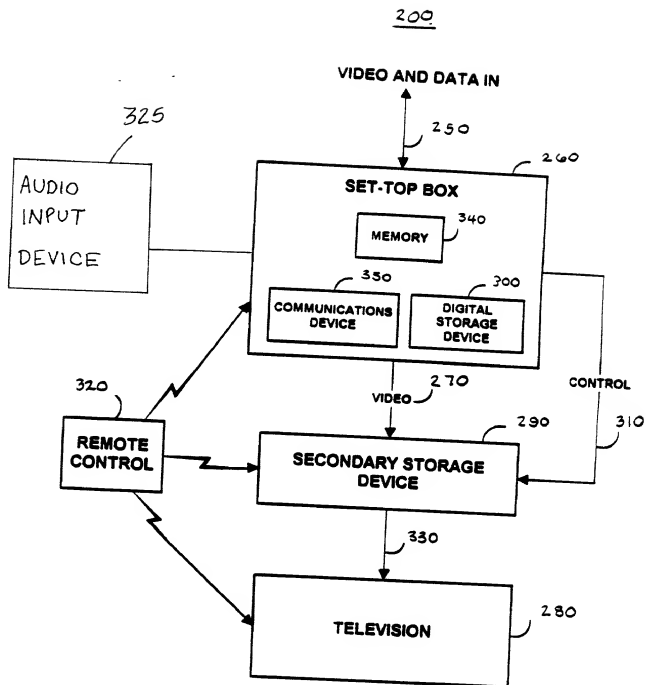 200
VIDEO AND DATA IN
325
250
260
AUDIO
INPUT
DEVICE
SET-TOP BOX
MEMORY
340
350
300
COMMUNICATIONS
DEVICE
DIGITAL
STORAGE
DEVICE
320
VIDEO
270
CONTROL
310
290
REMOTE
CONTROL
SECONDARY STORAGE
DEVICE
330
TELEVISION
280